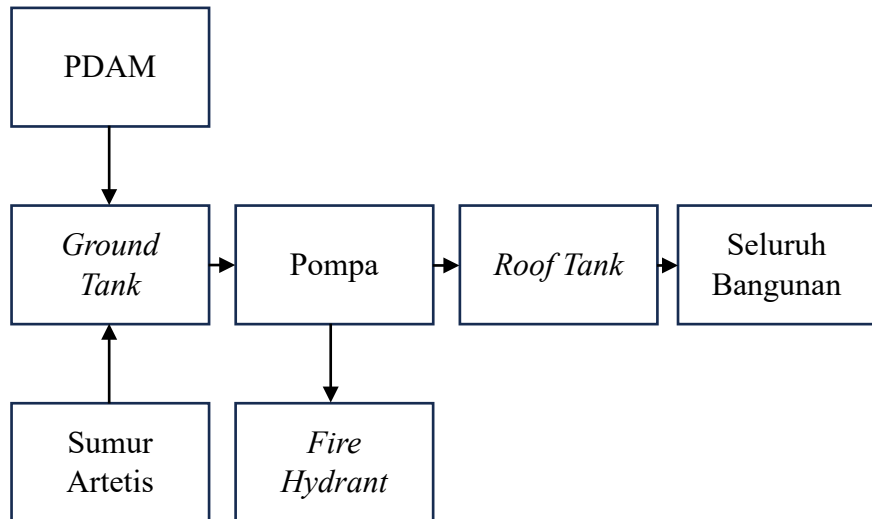 PDAM
Ground
Tank
Pompa
Roof Tank
Seluruh
Bangunan
Sumur
Artetis
Fire
Hydrant